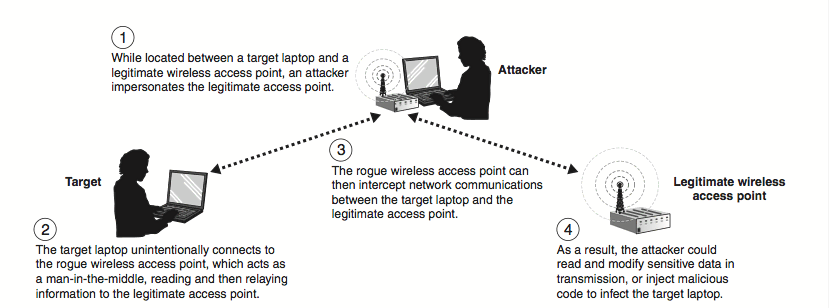 1
While located between a target laptop and a
legitimate wireless access point, an attacker
impersonates the legitimate access point.
Attacker
3
The rogue wireless access point can
then intercept network communications
between the target laptop and the
legitimate access point.
Target
2
The target laptop unintentionally connects to
the rogue wireless access point, which acts as
a man-in-the-middle, reading and then relaying
information to the legitimate access point.
Legitimate wireless
access point
4
As a result, the attacker could
read and modify sensitive data in
transmission, or inject malicious
code to infect the target laptop.